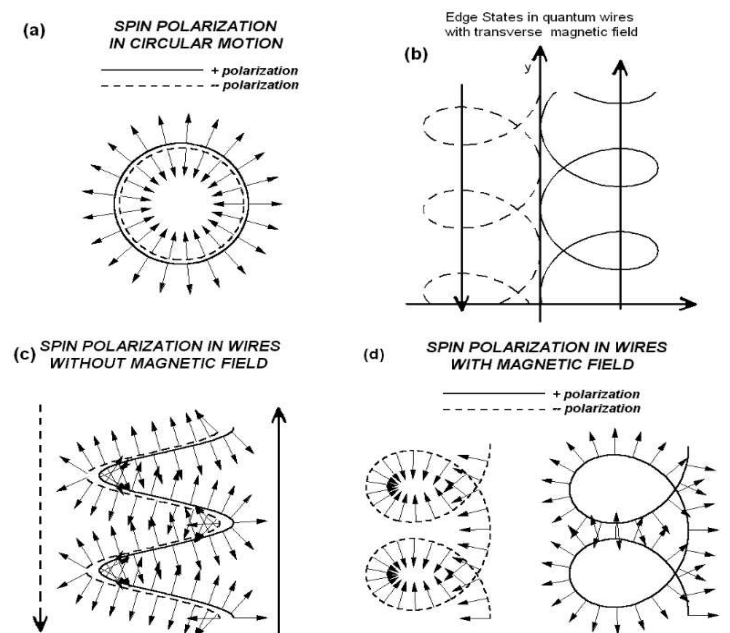 (a)
SPIN POLARIZATION
IN CIRCULAR MOTION
+ polarization
-- polarization
Edge States in quantum wires
with transverse magnetic field
(b)
y
(c)
SPIN POLARIZATION IN WIRES
WITHOUT MAGNETIC FIELD
(d)
SPIN POLARIZATION IN WIRES
WITH MAGNETIC FIELD
+ polarization
-- polarization